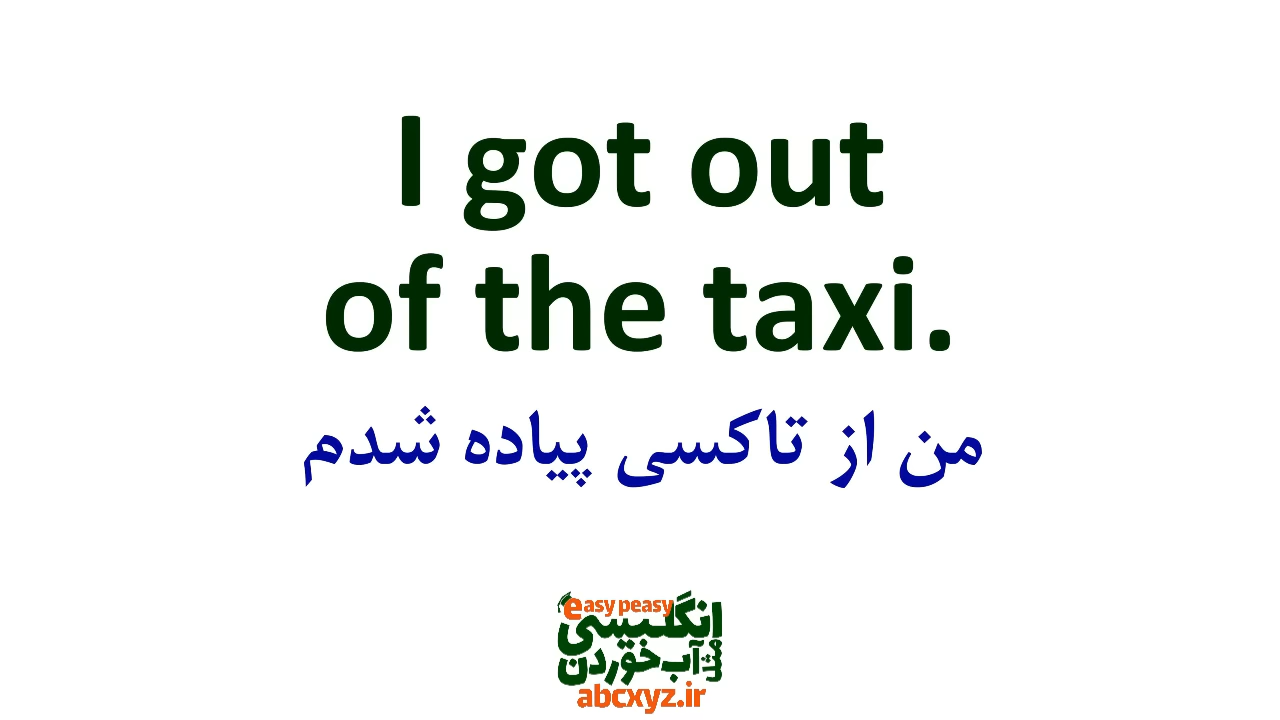 I got out
of the taxi.
من از تاکسی پیاده شدم
easy peasy
انگلیسی
مثل آب خوردن
abcxyz.ir